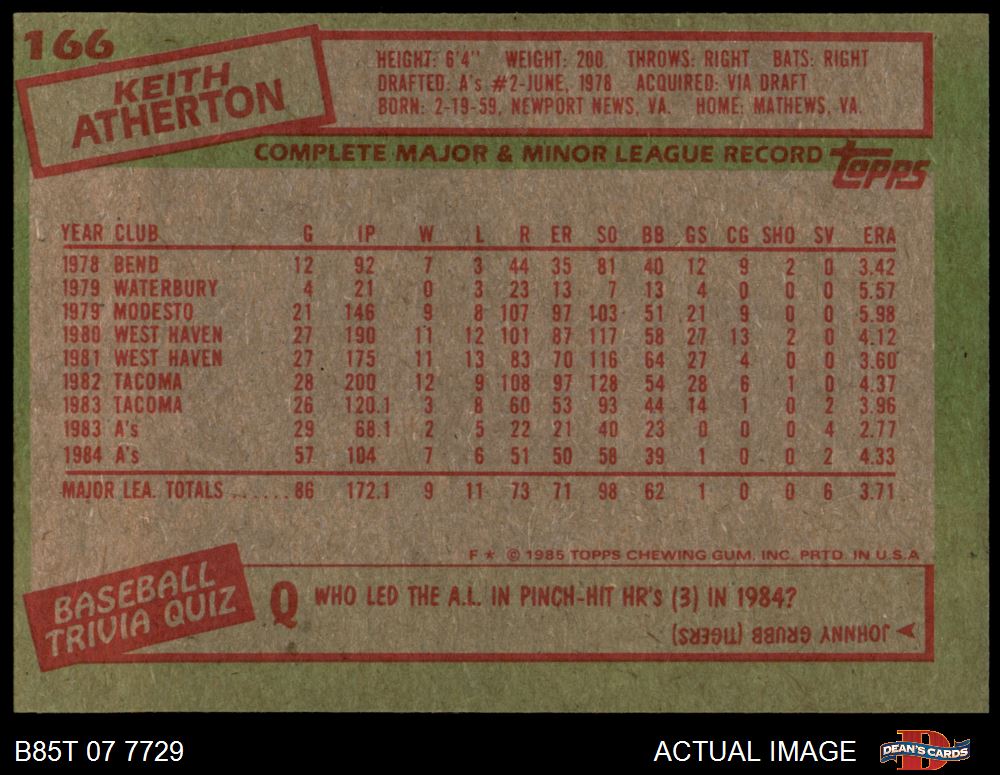 166
KEITH
ATHERTON
HEIGHT: 6'4" WEIGHT: 200 THROWS: RIGHT BATS: RIGHT
DRAFTED: A's #2-JUNE, 1978 ACQUIRED: VIA DRAFT
BORN: 2-19-59, NEWPORT NEWS, VA. HOME: MATHEWS, VA.
COMPLETE MAJOR & MINOR LEAGUE RECORD
Topps
YEAR CLUB G IP W L R ER SO BB GS CG SHO SV ERA
1978 BEND 12 92 7 3 44 35 81 40 12 9 2 0 3.42
1979 WATERBURY 4 21 0 3 23 13 7 13 4 0 0 0 5.57
1979 MODESTO 21 146 9 8 107 97 103 51 21 9 0 0 5.98
1980 WEST HAVEN 27 190 11 12 101 87 117 58 27 13 2 0 4.12
1981 WEST HAVEN 27 175 11 13 83 70 116 64 27 4 0 0 3.60
1982 TACOMA 28 200 12 9 108 97 128 54 28 6 1 0 4.37
1983 TACOMA 26 120.1 3 8 60 53 93 44 14 1 0 2 3.96
1983 A's 29 68.1 2 5 22 21 40 23 0 0 0 4 2.77
1984 A's 57 104 7 6 51 50 58 39 1 0 0 2 4.33
MAJOR LEA. TOTALS ......86 172.1 9 11 73 71 98 62 1 0 0 6 3.71
F * © 1985 TOPPS CHEWING GUM, INC. PRTD. IN U.S.A
BASEBALL
TRIVIA QUIZ
Q WHO LED THE A.L. IN PINCH-HIT HR's (3) IN 1984?
JOHNNY GRUBB (TIGERS)
B85T 07 7729
ACTUAL IMAGE
D
DEAN'S CARDS